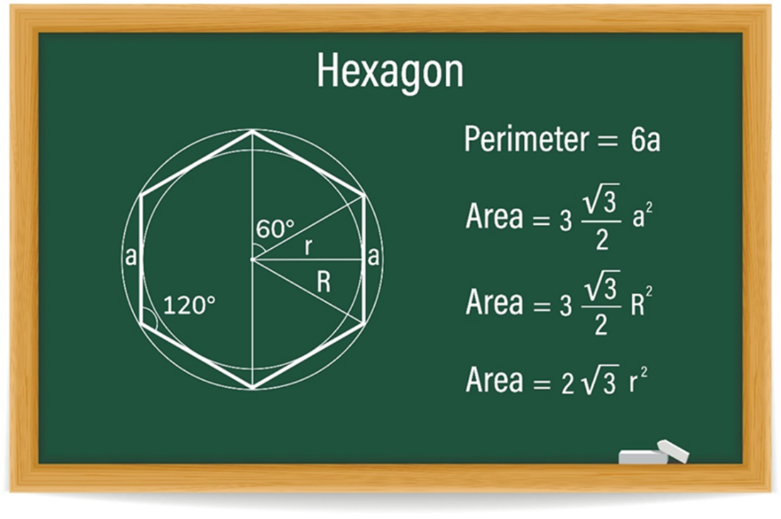 Hexagon
Perimeter = 6a
Area = 3 √3/2 a²
Area = 3 √3/2 R²
Area = 2√3 r²
60°
r
a
a
R
120°